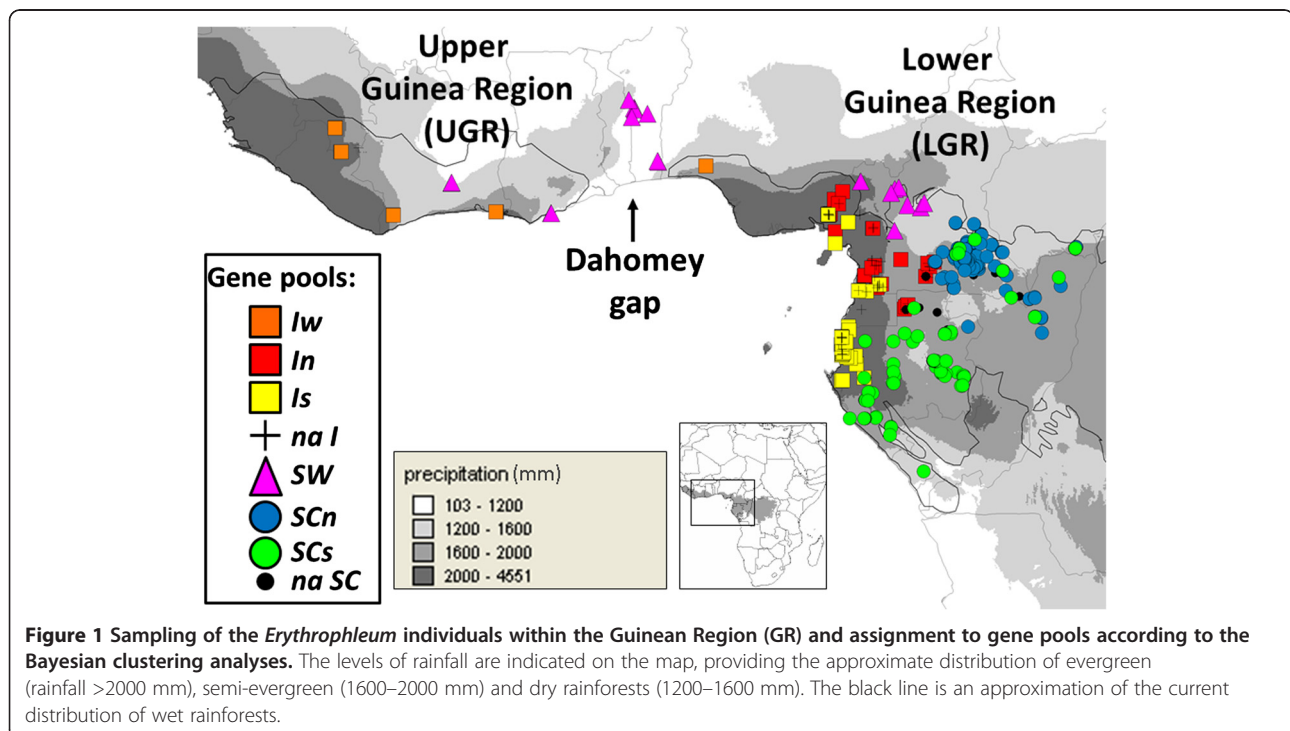 Upper
Guinea Region
(UGR)
Lower
Guinea Region
(LGR)
Dahomey
gap
Gene pools:
Iw
In
Is
na I
SW
SCn
SCs
na SC
precipitation (mm)
103 - 1200
1200 - 1600
1600 - 2000
2000 - 4551
Figure 1 Sampling of the Erythrophleum individuals within the Guinean Region (GR) and assignment to gene pools according to the
Bayesian clustering analyses. The levels of rainfall are indicated on the map, providing the approximate distribution of evergreen
(rainfall >2000 mm), semi-evergreen (1600–2000 mm) and dry rainforests (1200–1600 mm). The black line is an approximation of the current
distribution of wet rainforests.